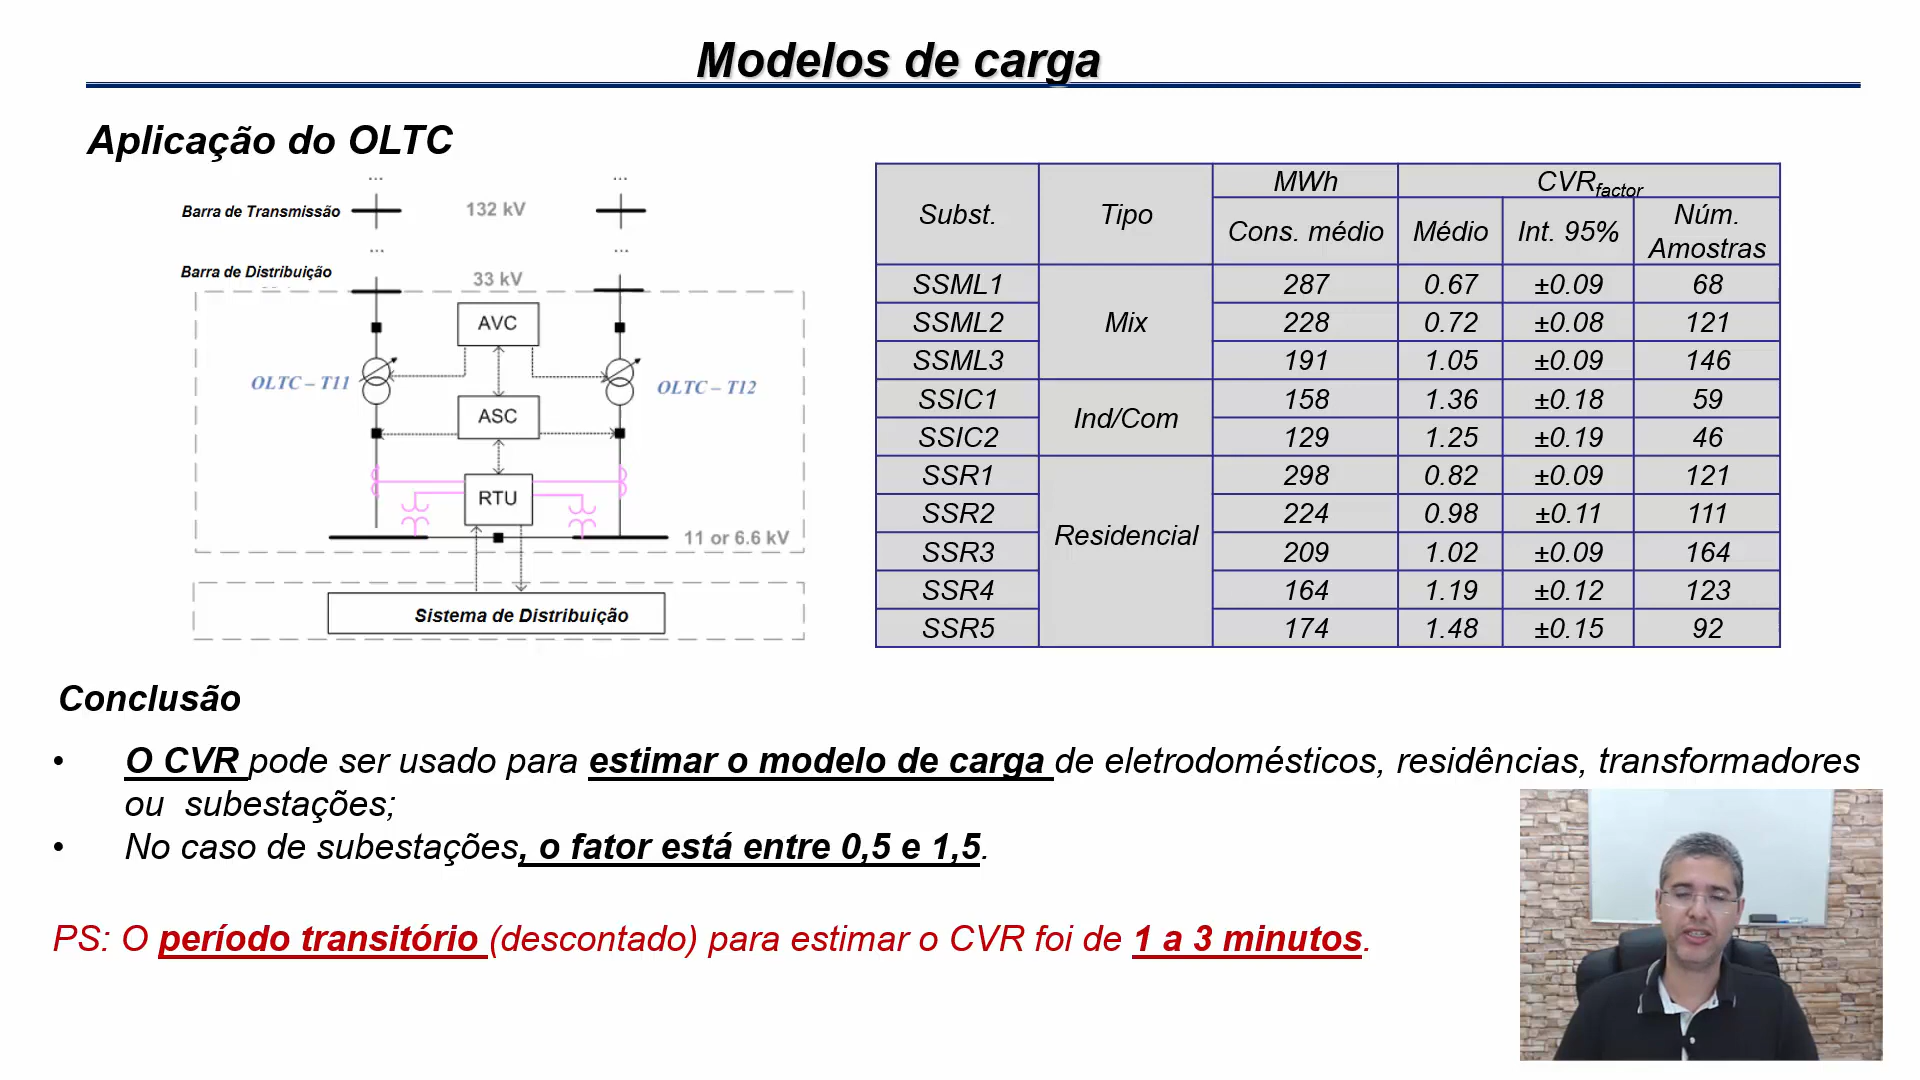 Modelos de carga
Aplicação do OLTC
...
...
Barra de Transmissão
132 kV
...
...
Barra de Distribuição
33 kV
AVC
OLTC – T11
OLTC – T12
ASC
RTU
11 or 6.6 kV
Sistema de Distribuição
Subst. Tipo MWh CVRfactor
Cons. médio Médio Int. 95% Núm. Amostras
SSML1 Mix 287 0.67 ±0.09 68
SSML2 228 0.72 ±0.08 121
SSML3 191 1.05 ±0.09 146
SSIC1 Ind/Com 158 1.36 ±0.18 59
SSIC2 129 1.25 ±0.19 46
SSR1 Residencial 298 0.82 ±0.09 121
SSR2 224 0.98 ±0.11 111
SSR3 209 1.02 ±0.09 164
SSR4 164 1.19 ±0.12 123
SSR5 174 1.48 ±0.15 92
Conclusão
• O CVR pode ser usado para estimar o modelo de carga de eletrodomésticos, residências, transformadores
ou subestações;
• No caso de subestações, o fator está entre 0,5 e 1,5.
PS: O período transitório (descontado) para estimar o CVR foi de 1 a 3 minutos.